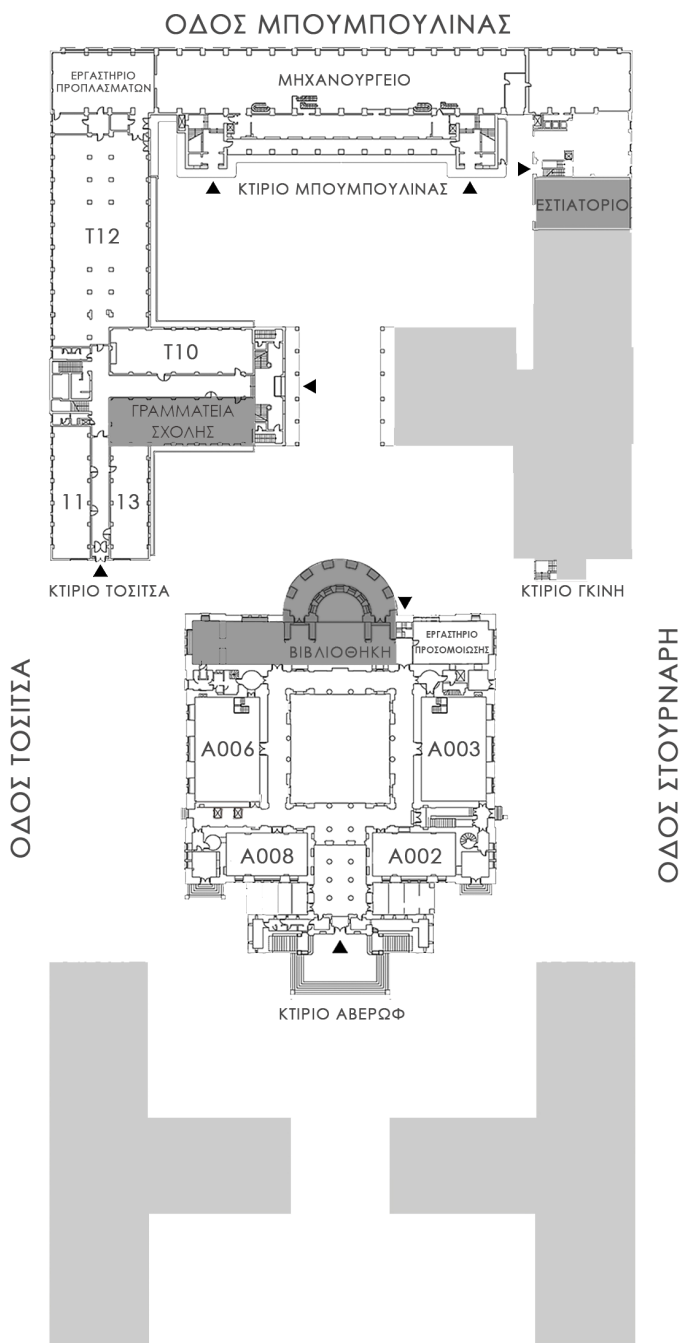 ΟΔΟΣ ΜΠΟΥΜΠΟΥΛΙΝΑΣ
ΕΡΓΑΣΤΗΡΙΟ
ΠΡΟΠΛΑΣΜΑΤΩΝ
ΜΗΧΑΝΟΥΡΓΕΙΟ
ΚΤΙΡΙΟ ΜΠΟΥΜΠΟΥΛΙΝΑΣ
ΕΣΤΙΑΤΟΡΙΟ
Τ12
Τ10
ΓΡΑΜΜΑΤΕΙΑ
ΣΧΟΛΗΣ
11
13
ΚΤΙΡΙΟ ΤΟΣΙΤΣΑ
ΚΤΙΡΙΟ ΓΚΙΝΗ
ΒΙΒΛΙΟΘΗΚΗ
ΕΡΓΑΣΤΗΡΙΟ
ΠΡΟΣΟΜΟΙΩΣΗΣ
ΟΔΟΣ ΤΟΣΙΤΣΑ
ΟΔΟΣ ΣΤΟΥΡΝΑΡΗ
Α006
Α003
Α008
Α002
ΚΤΙΡΙΟ ΑΒΕΡΩΦ